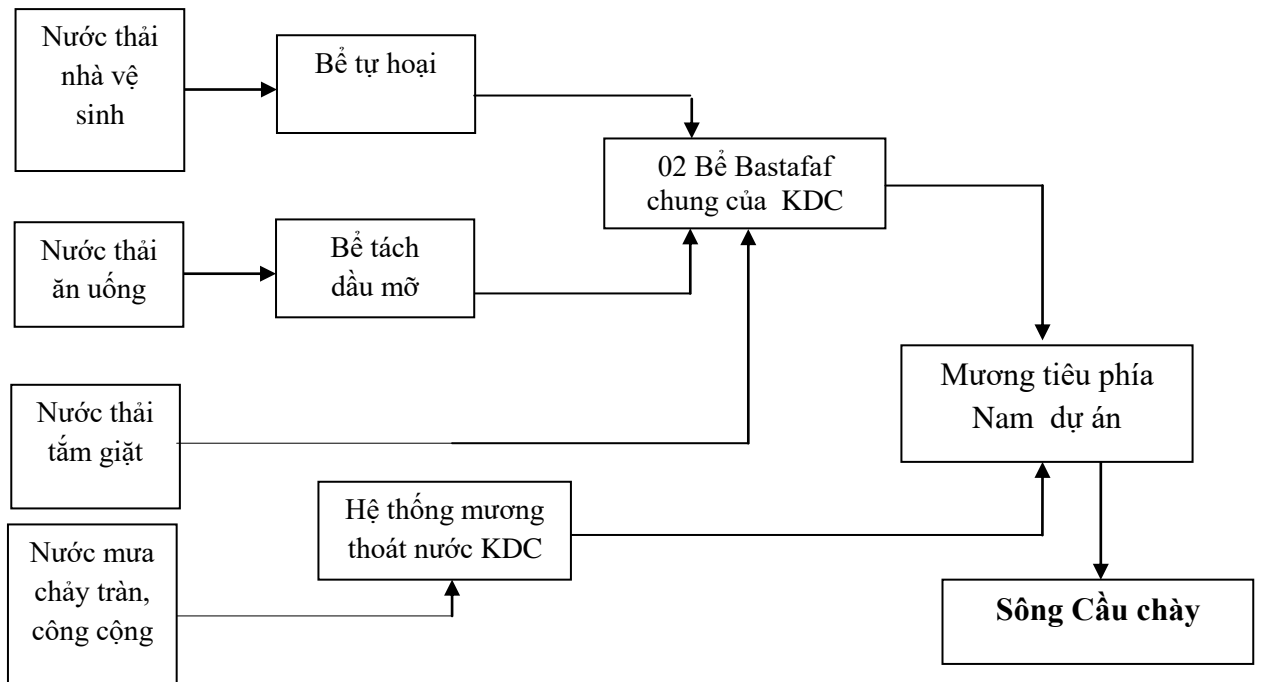 Nước thải
nhà vệ
sinh
Bể tự hoại
02 Bể Bastafaf
chung của KDC
Nước thải
ăn uống
Bể tách
dầu mỡ
Mương tiêu phía
Nam dự án
Nước thải
tắm giặt
Hệ thống mương
thoát nước KDC
Nước mưa
chảy tràn,
công cộng
Sông Cầu chày